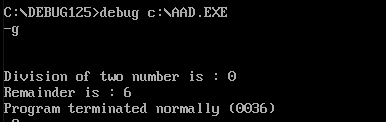 C:\DEBUG125>debug c:\AAD.EXE
-g
Division of two number is : 0
Remainder is : 6
Program terminated normally (0036)